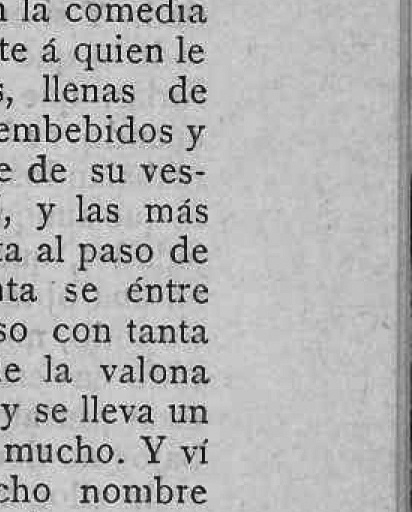 la comedia
te á quien le
s, llenas de
embebidos y
e de su ves-
, y las más
ta al paso de
nta se éntre
so con tanta
e la valona
y se lleva un
mucho. Y ví
cho nombre